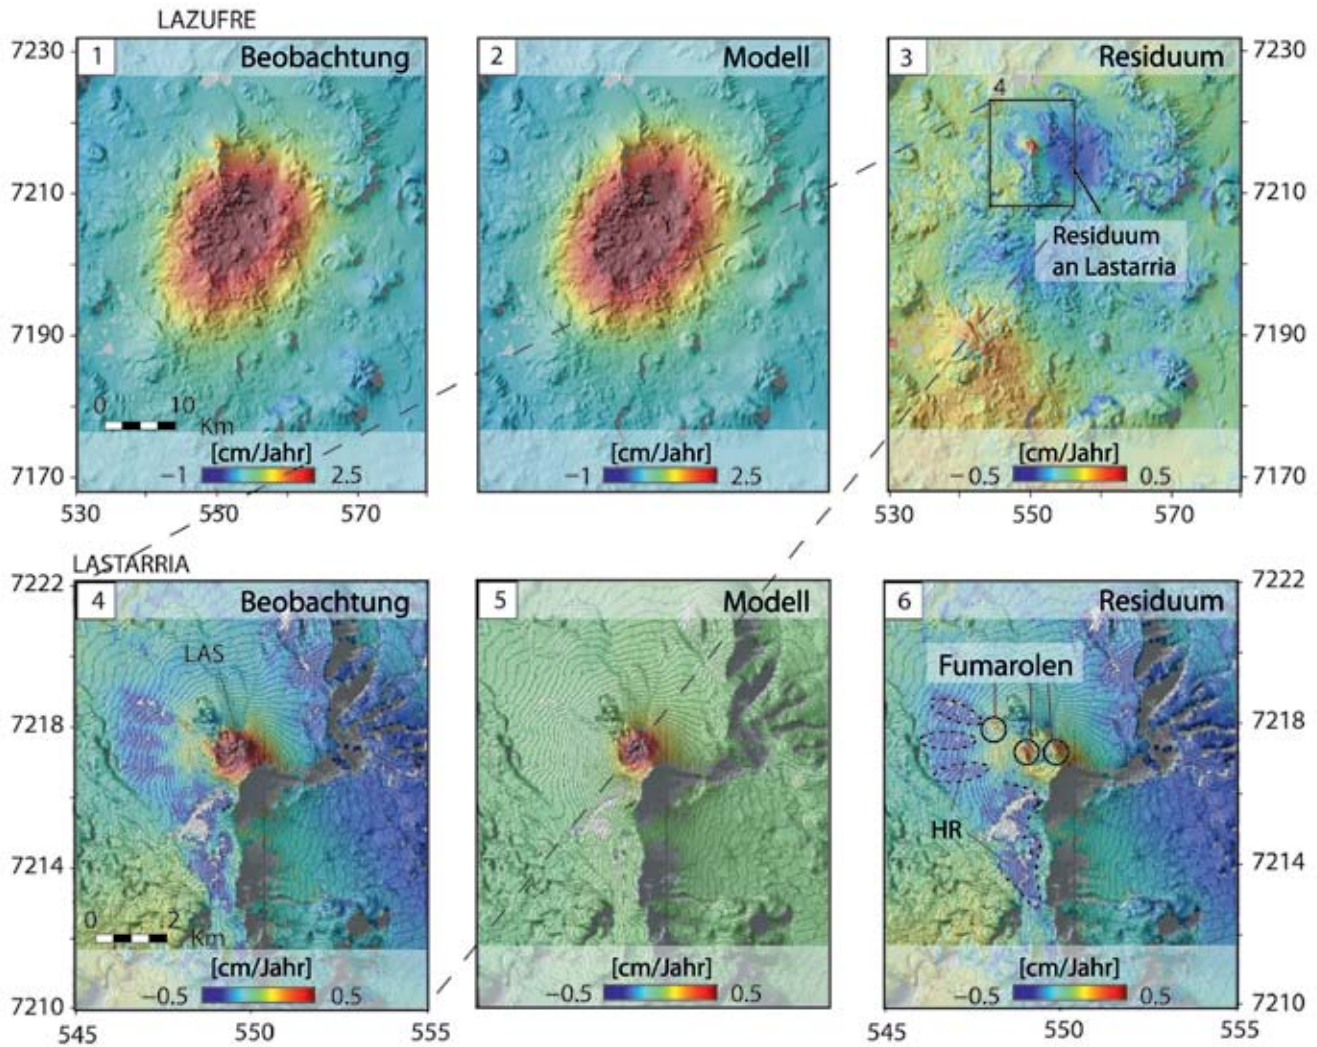 LAZUFRE
7230
1 Beobachtung
2 Modell
3 Residuum
7230
4
7210
7210
Residuum
an Lastarria
7190
7190
0 10
Km
[cm/Jahr]
−1 2.5
[cm/Jahr]
−1 2.5
[cm/Jahr]
−0.5 0.5
7170
7170
530 550 570
530 550 570
LASTARRIA
7222
4 Beobachtung
5 Modell
6 Residuum
7222
LAS
Fumarolen
7218
7218
HR
7214
7214
0 2
Km
[cm/Jahr]
−0.5 0.5
[cm/Jahr]
−0.5 0.5
[cm/Jahr]
−0.5 0.5
7210
7210
545 550 555
545 550 555